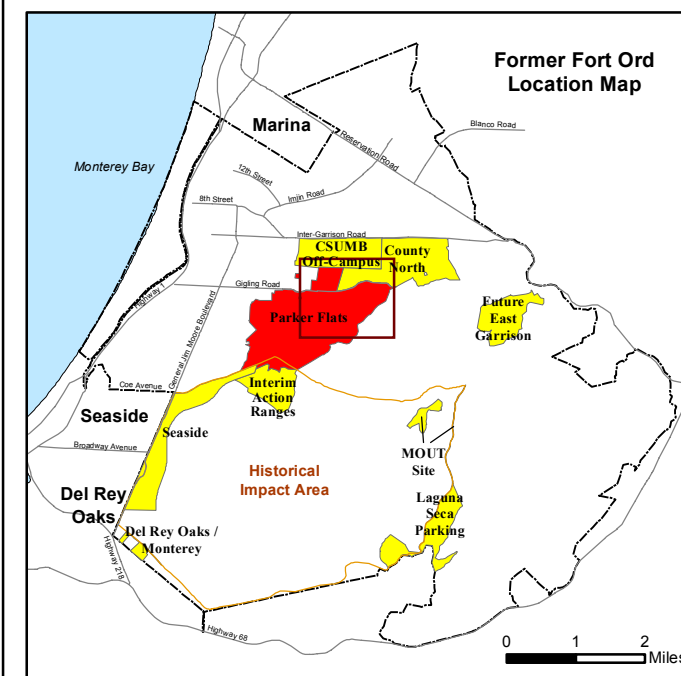 Former Fort Ord
Location Map
Marina
Blanco Road
Reservation Road
Monterey Bay
12th Street
Imjin Road
8th Street
Inter-Garrison Road
CSUMB
Off-Campus
County
North
Gigling Road
Highway 1
General Jim Moore Boulevard
Parker Flats
Future
East
Garrison
Coe Avenue
Interim
Action
Ranges
Seaside
Seaside
Broadway Avenue
MOUT
Site
Historical
Impact Area
Del Rey
Oaks
Laguna
Seca
Parking
Del Rey Oaks /
Monterey
Highway 218
Highway 68
0 1 2
Miles